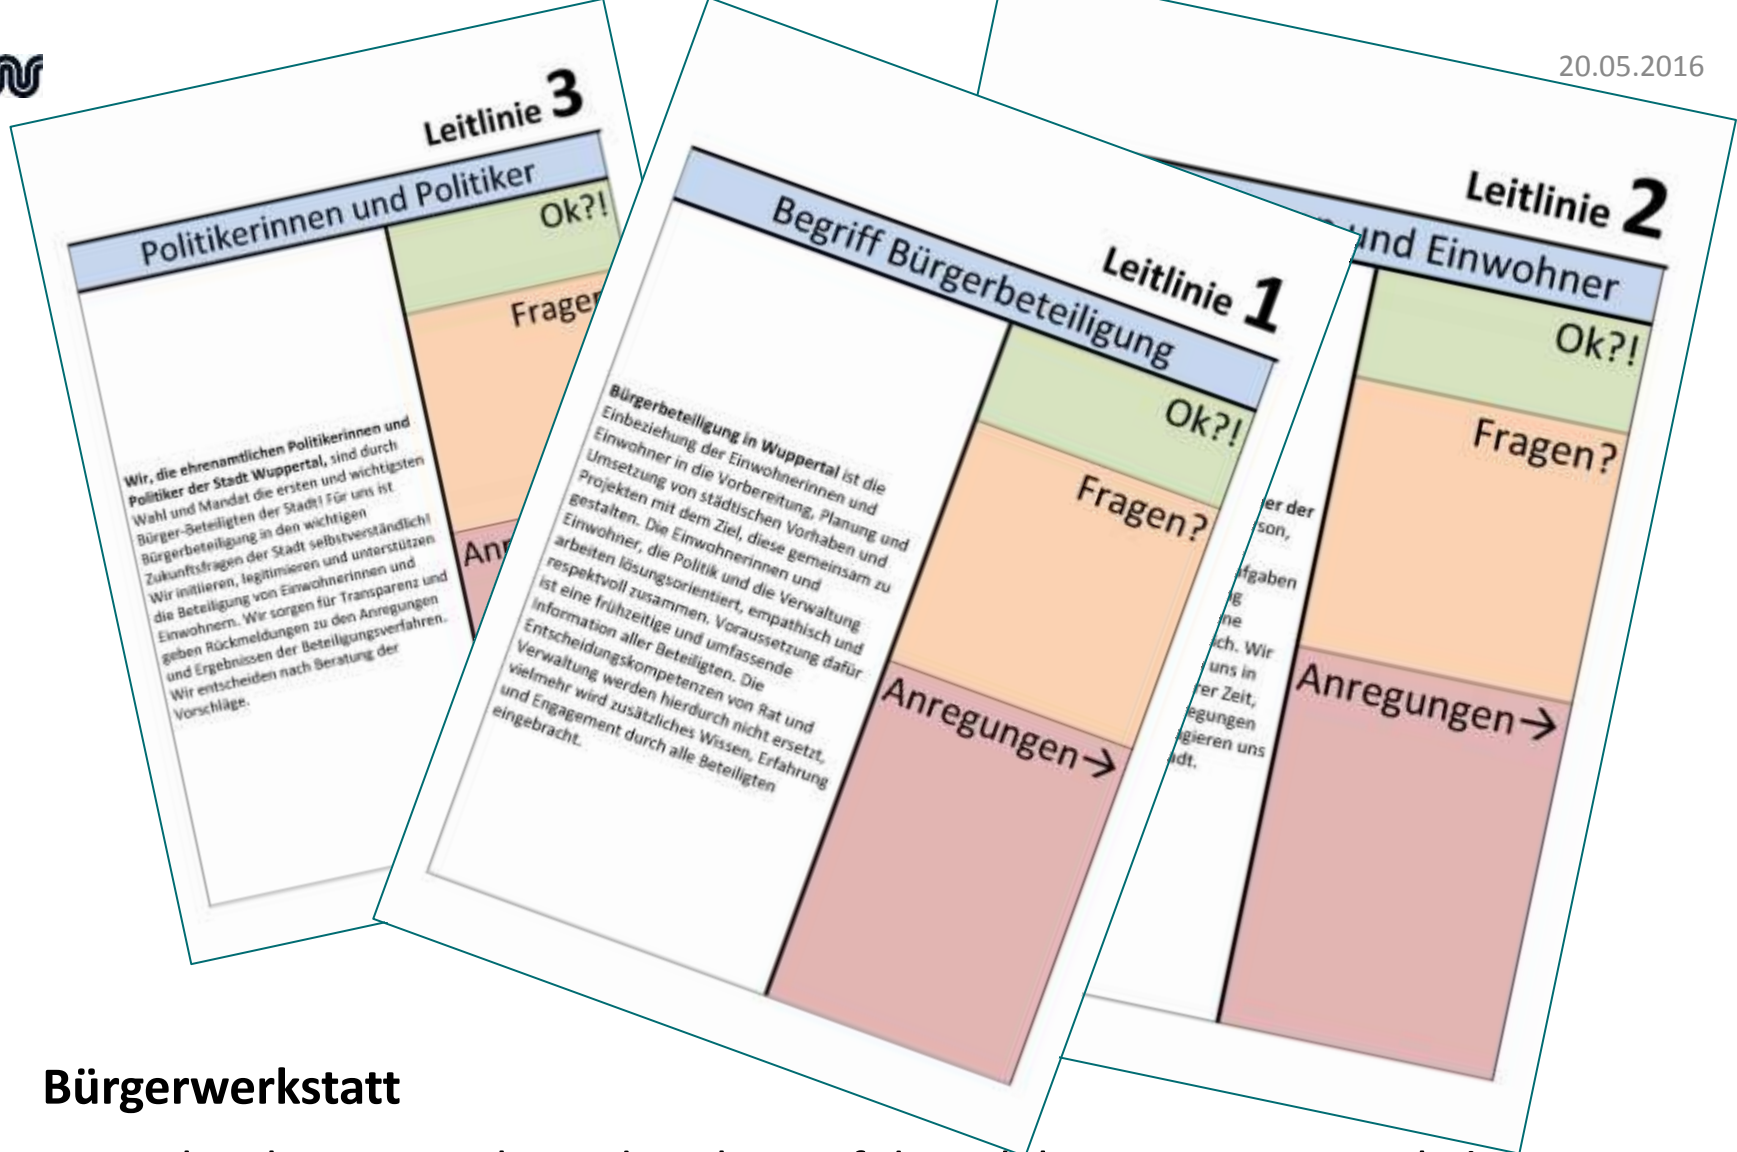 20.05.2016
Leitlinie 3
Politikerinnen und Politiker
Ok?!
Wir, die ehrenamtlichen Politikerinnen und
Politiker der Stadt Wuppertal, sind durch
Wahl und Mandat die ersten und wichtigsten
Bürger-Beteiligten der Stadt! Für uns ist
Bürgerbeteiligung in den wichtigen
Zukunftsfragen der Stadt selbstverständlich!
Wir initiieren, legitimieren und unterstützen
die Beteiligung von Einwohnerinnen und
Einwohnern. Wir sorgen für Transparenz und
geben Rückmeldungen zu den Anregungen
und Ergebnissen der Beteiligungsverfahren.
Wir entscheiden nach Beratung der
Vorschläge.
Leitlinie 1
Begriff Bürgerbeteiligung
Ok?!
Fragen?
Anregungen→
Bürgerbeteiligung in Wuppertal ist die
Einbeziehung der Einwohnerinnen und
Einwohner in die Vorbereitung, Planung und
Umsetzung von städtischen Vorhaben und
Projekten mit dem Ziel, diese gemeinsam zu
gestalten. Die Einwohnerinnen und
Einwohner, die Politik und die Verwaltung
arbeiten lösungsorientiert, empathisch und
respektvoll zusammen. Voraussetzung dafür
ist eine frühzeitige und umfassende
Information aller Beteiligten. Die
Entscheidungskompetenzen von Rat und
Verwaltung werden hierdurch nicht ersetzt,
vielmehr wird zusätzliches Wissen, Erfahrung
und Engagement durch alle Beteiligten
eingebracht.
Leitlinie 2
und Einwohner
Ok?!
Fragen?
Anregungen→
der
Wir
uns in
Zeit,
uns
Bürgerwerkstatt